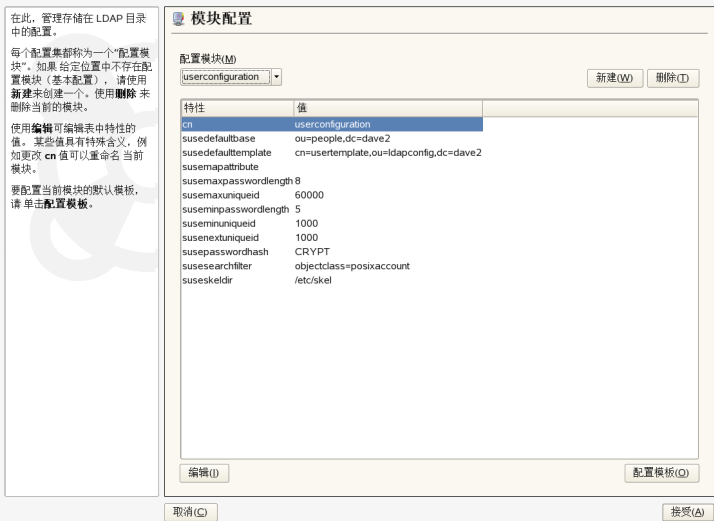 在此，管理存储在 LDAP 目录
中的配置。
每个配置集都称为一个“配置模
块”。如果 给定位置中不存在配
置模块（基本配置）， 请使用
新建来创建一个。使用删除 来
删除当前的模块。
使用编辑可编辑表中特性的
值。 某些值具有特殊含义，例
如更改 cn 值可以重命名 当前
模块。
要配置当前模块的默认模板，
请 单击配置模板。
模块配置
配置模块(M)
userconfiguration
新建(W) 删除(T)
特性 值
cn userconfiguration
susedefaultbase ou=people,dc=dave2
susedefaulttemplate cn=usertemplate,ou=ldapconfig,dc=dave2
susemapattribute
susemaxpasswordlength 8
susemaxuniqueid 60000
suseminpasswordlength 5
suseminuniqueid 1000
susenextuniqueid 1000
susepasswordhash CRYPT
susesearchfilter objectclass=posixaccount
suseskeldir /etc/skel
编辑(I) 配置模板(O)
取消(C) 接受(A)